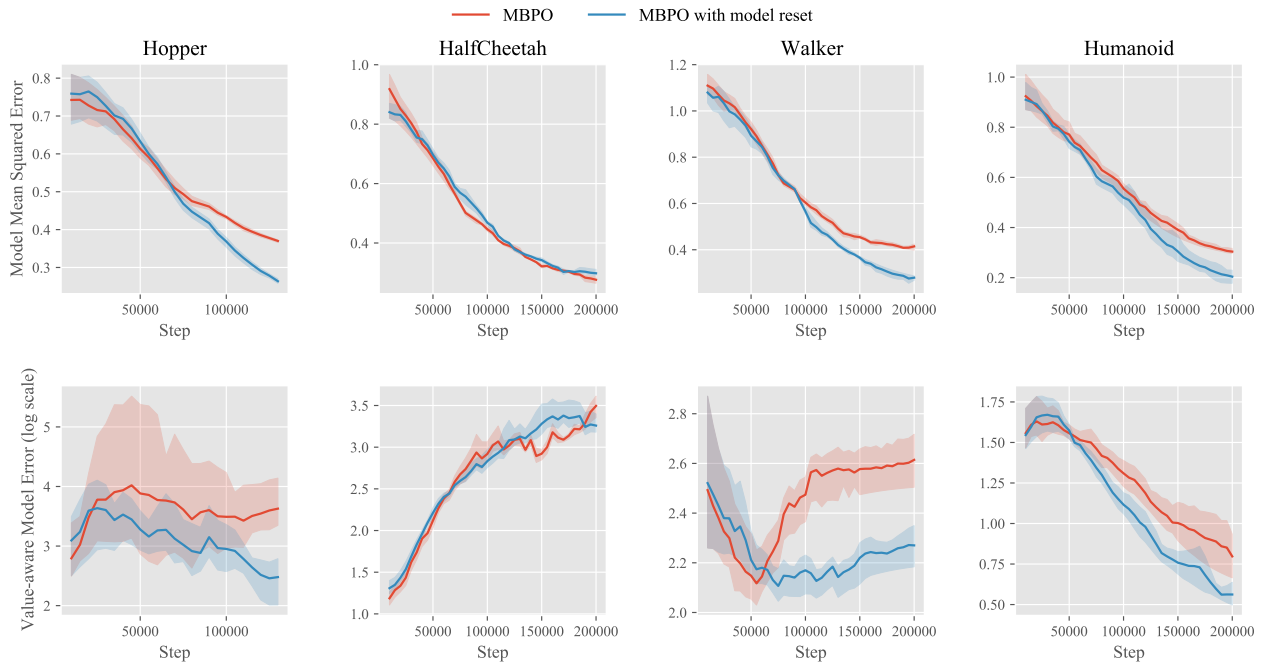 MBPO MBPO with model reset
Hopper HalfCheetah Walker Humanoid
Model Mean Squared Error
0.8
0.7
0.6
0.5
0.4
0.3
50000 100000
Step
1.0
0.8
0.6
0.4
50000 100000 150000 200000
Step
1.2
1.0
0.8
0.6
0.4
50000 100000 150000 200000
Step
1.0
0.8
0.6
0.4
0.2
50000 100000 150000 200000
Step
Value-aware Model Error (log scale)
5
4
3
2
50000 100000
Step
3.5
3.0
2.5
2.0
1.5
1.0
50000 100000 150000 200000
Step
2.8
2.6
2.4
2.2
2.0
50000 100000 150000 200000
Step
1.75
1.50
1.25
1.00
0.75
0.50
50000 100000 150000 200000
Step